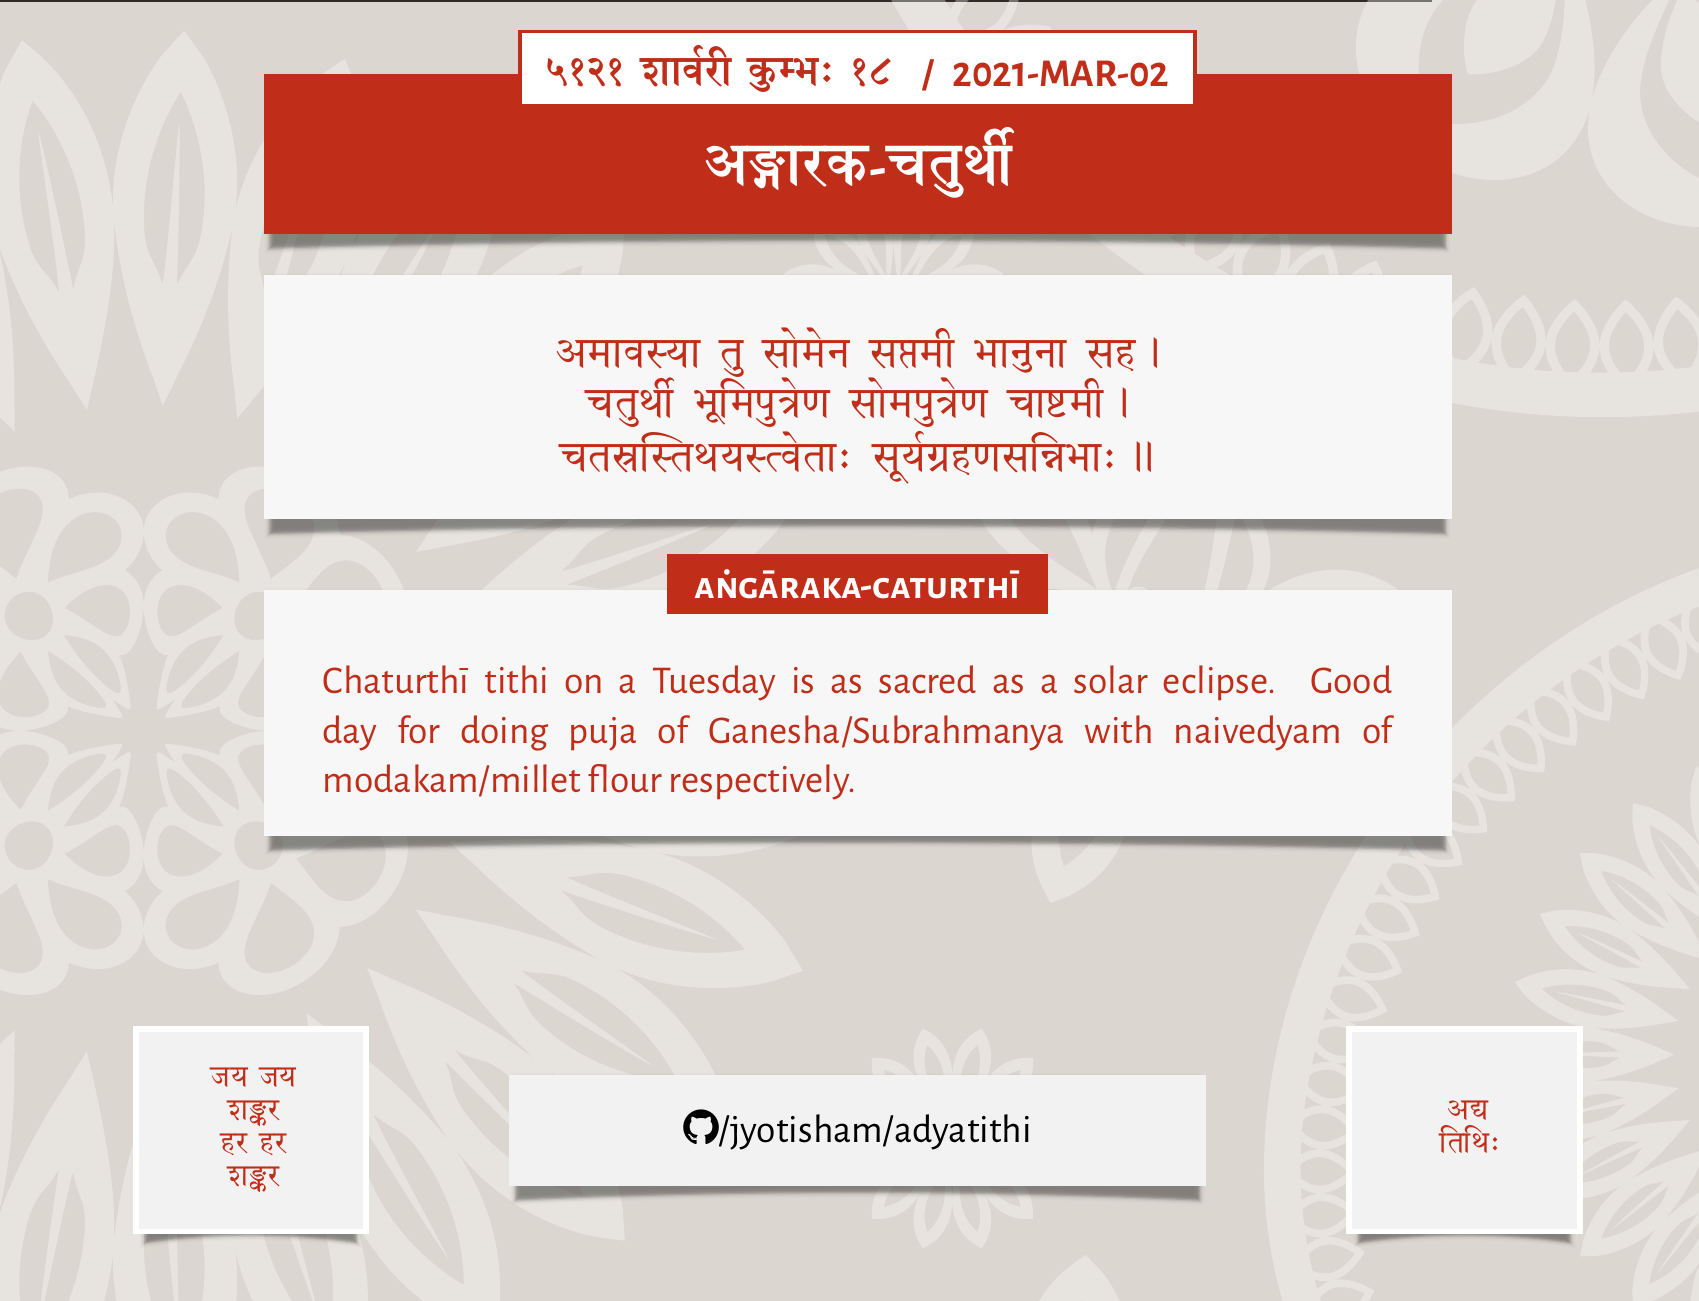 ५१२१ शार्वरी कुम्भः १८ / 2021-MAR-02
अङ्गारक-चतुर्थी
अमावस्या तु सोमेन सप्तमी भानुना सह।
चतुर्थी भूमिपुत्रेण सोमपुत्रेण चाष्टमी।
चतस्रस्तिथयस्त्वेताः सूर्यग्रहणसन्निभाः॥
AṄGĀRAKA-CATURTHĪ
Chaturthī tithi on a Tuesday is as sacred as a solar eclipse. Good
day for doing puja of Ganesha/Subrahmanya with naivedyam of
modakam/millet flour respectively.
जय जय
शङ्कर
हर हर
शङ्कर
/jyotisham/adyatithi
अद्य
तिथिः